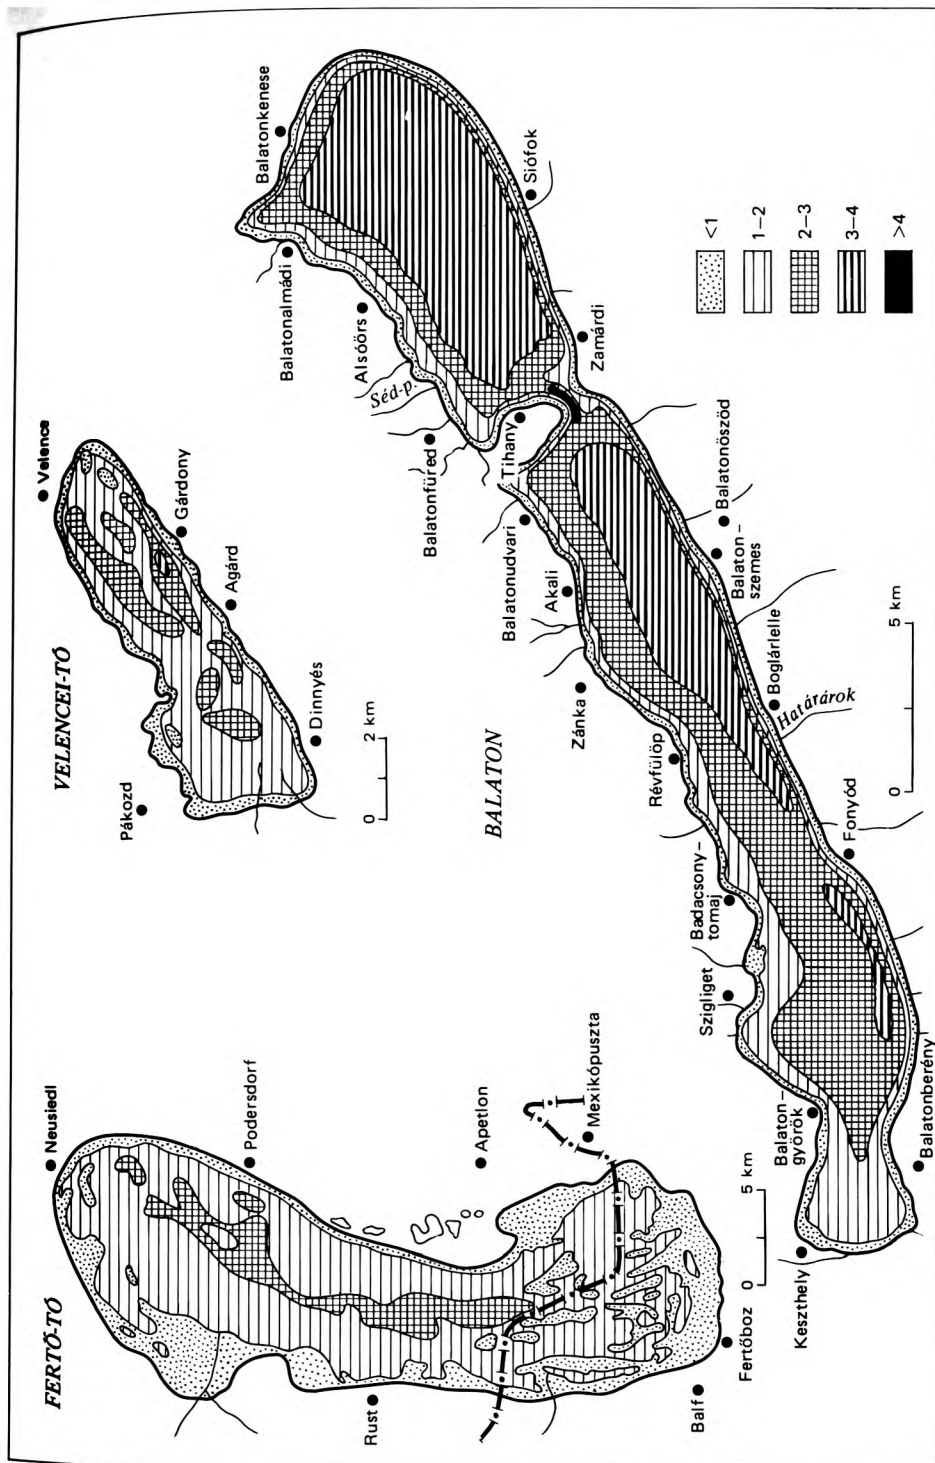 FERTŐ-TÓ
Neusiedl
Podersdorf
Rust
Apetlon
Mexikópuszta
Balf
Fertőboz
0 5 km
VELENCEI-TÓ
Velence
Pákozd
Gárdony
Agárd
Dinnyés
0 2 km
BALATON
Balatonkenese
Balatonalmádi
Alsóörs
Séd-p.
Balatonfüred
Tihany
Siófok
Zamárdi
Balatonudvari
Akali
Zánka
Révfülöp
Badacsony-
tomaj
Szigliget
Balaton-
györök
Keszthely
Balatonberény
Fonyód
Határárok
Boglárlelle
Balaton-
szemes
Balatonöszöd
0 5 km
<1
1–2
2–3
3–4
>4